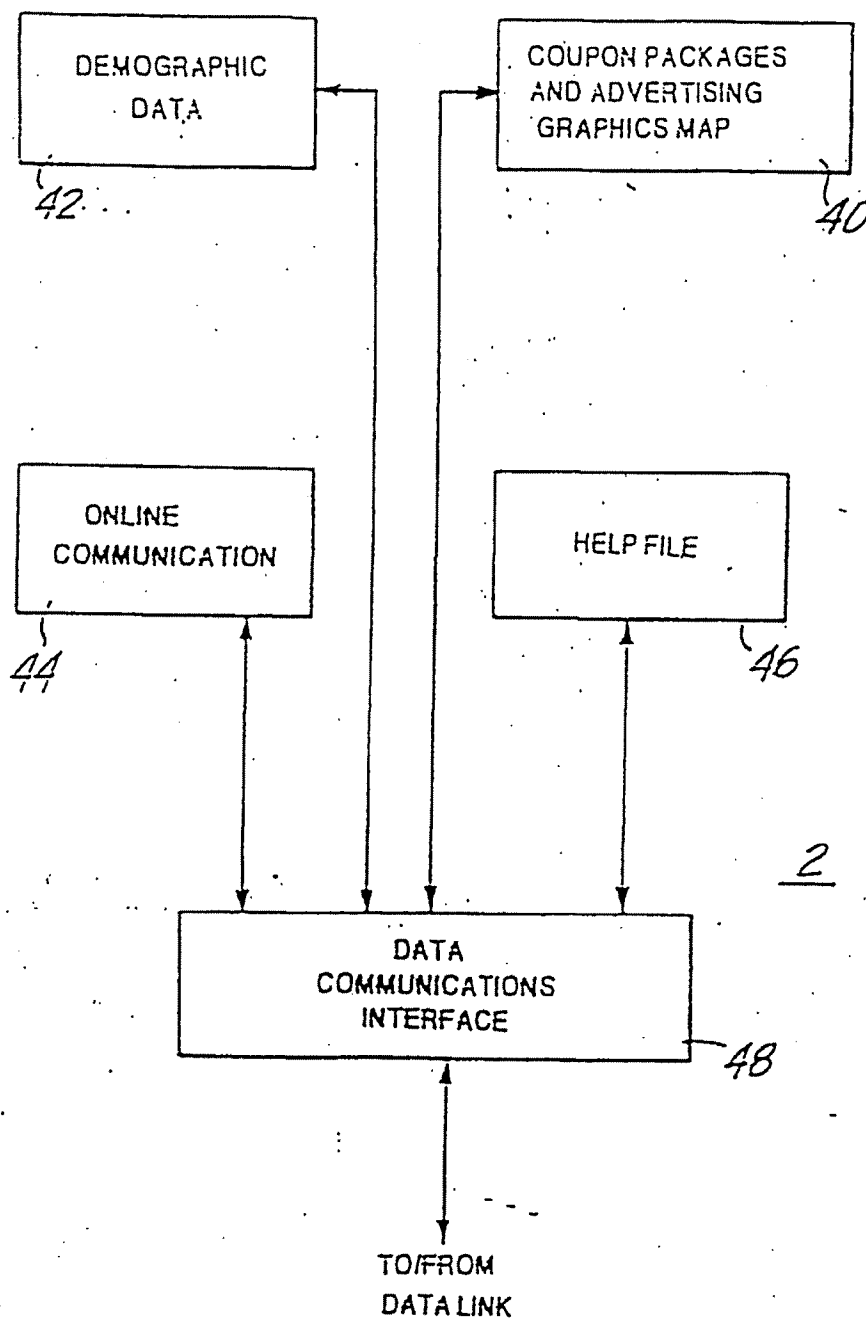 DEMOGRAPHIC
DATA
42
COUPON PACKAGES
AND ADVERTISING
GRAPHICS MAP
40
ONLINE
COMMUNICATION
44
HELP FILE
46
2
DATA
COMMUNICATIONS
INTERFACE
48
TO/FROM
DATA LINK